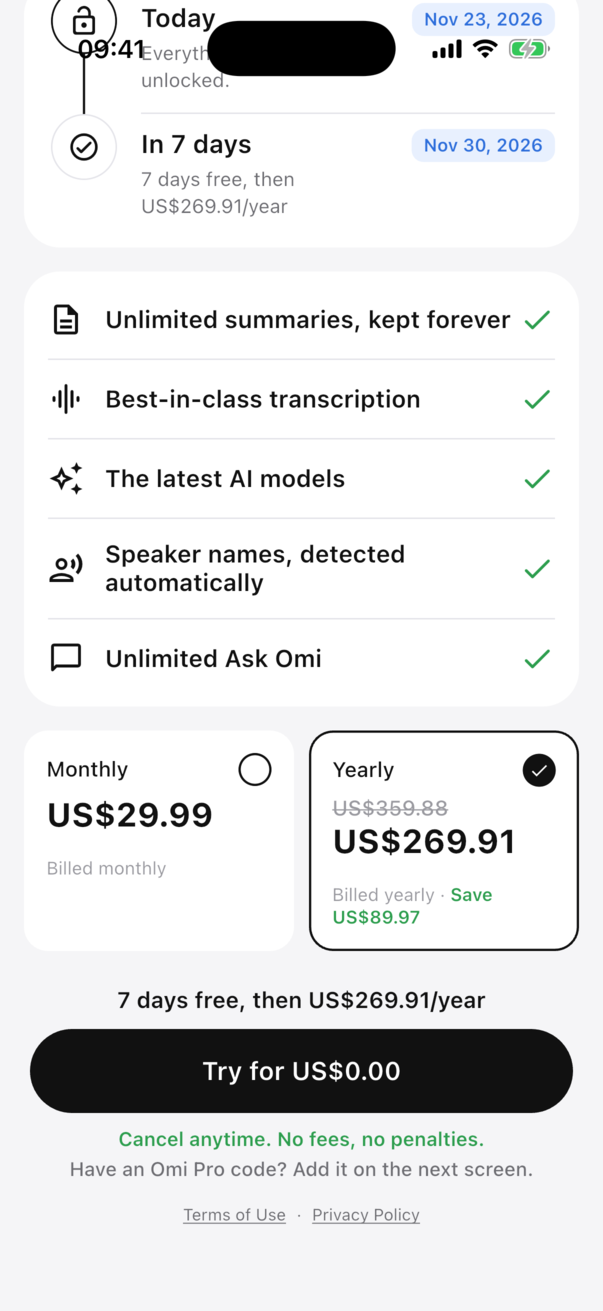 Today
Nov 23, 2026
09:41
unlocked.
In 7 days
Nov 30, 2026
7 days free, then
US$269.91/year
Unlimited summaries, kept forever
Best-in-class transcription
The latest AI models
Speaker names, detected
automatically
Unlimited Ask Omi
Monthly
US$29.99
Billed monthly
Yearly
US$359.88
US$269.91
Billed yearly · Save
US$89.97
7 days free, then US$269.91/year
Try for US$0.00
Cancel anytime. No fees, no penalties.
Have an Omi Pro code? Add it on the next screen.
Terms of Use · Privacy Policy